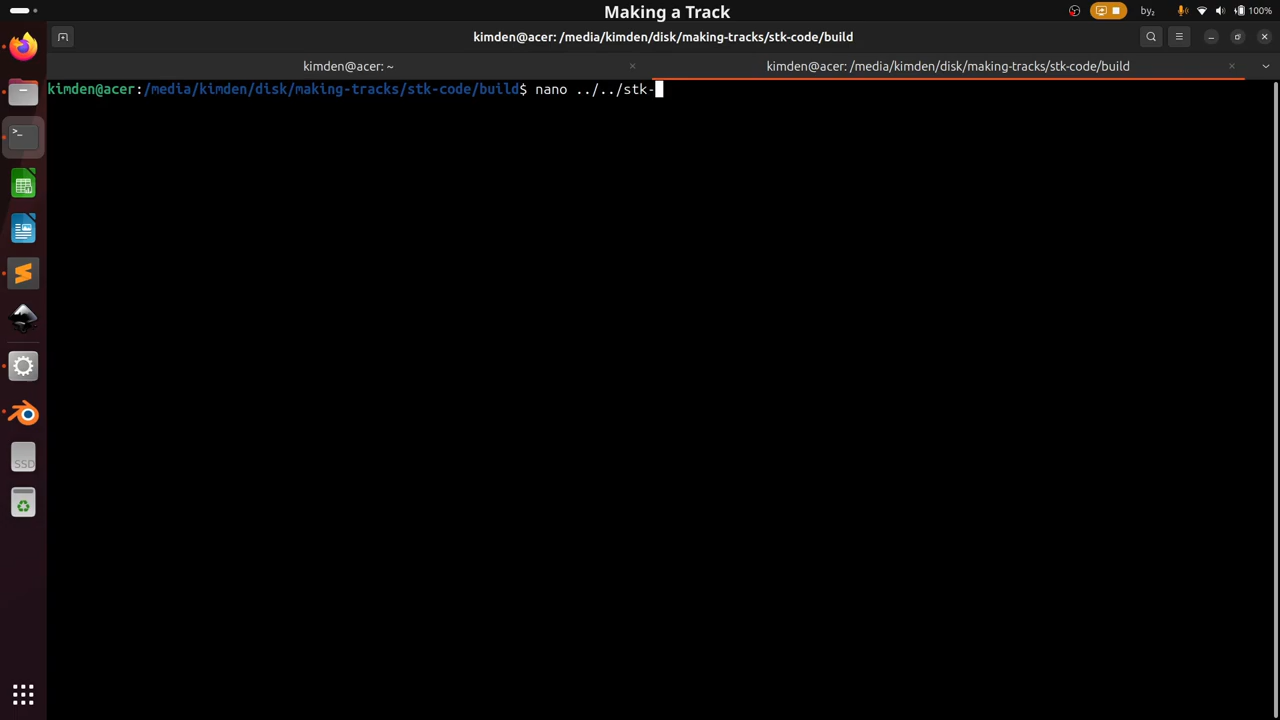 Making a Track
by₂
100%
kimden@acer: /media/kimden/disk/making-tracks/stk-code/build
kimden@acer: ~
kimden@acer: /media/kimden/disk/making-tracks/stk-code/build
kimden@acer:/media/kimden/disk/making-tracks/stk-code/build$ nano ../../stk-
SSD